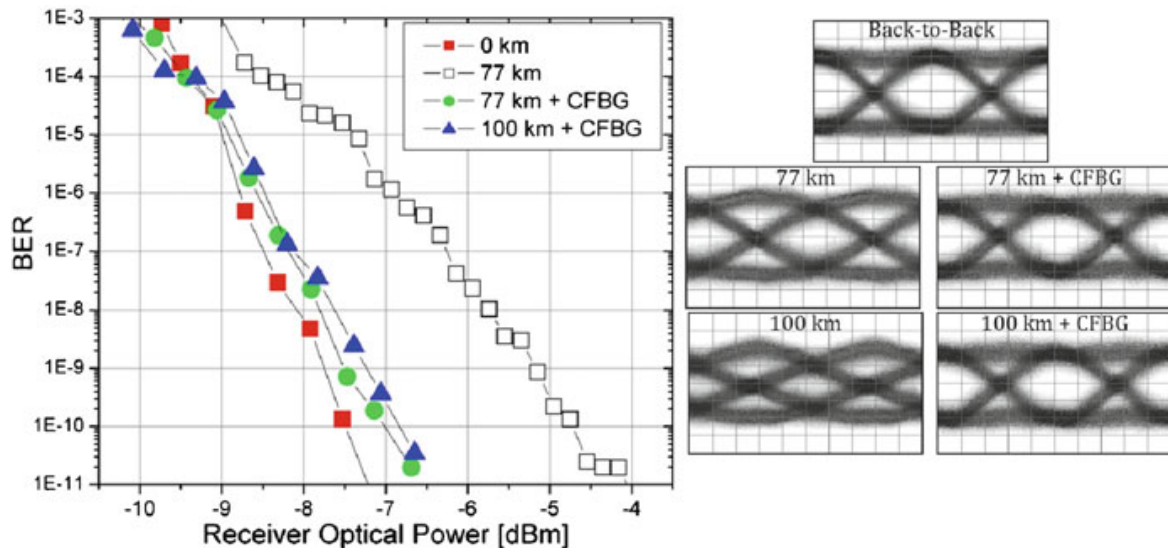 BER
1E-3
1E-4
1E-5
1E-6
1E-7
1E-8
1E-9
1E-10
1E-11
-10 -9 -8 -7 -6 -5 -4
Receiver Optical Power [dBm]
0 km
77 km
77 km + CFBG
100 km + CFBG
Back-to-Back
77 km
77 km + CFBG
100 km
100 km + CFBG